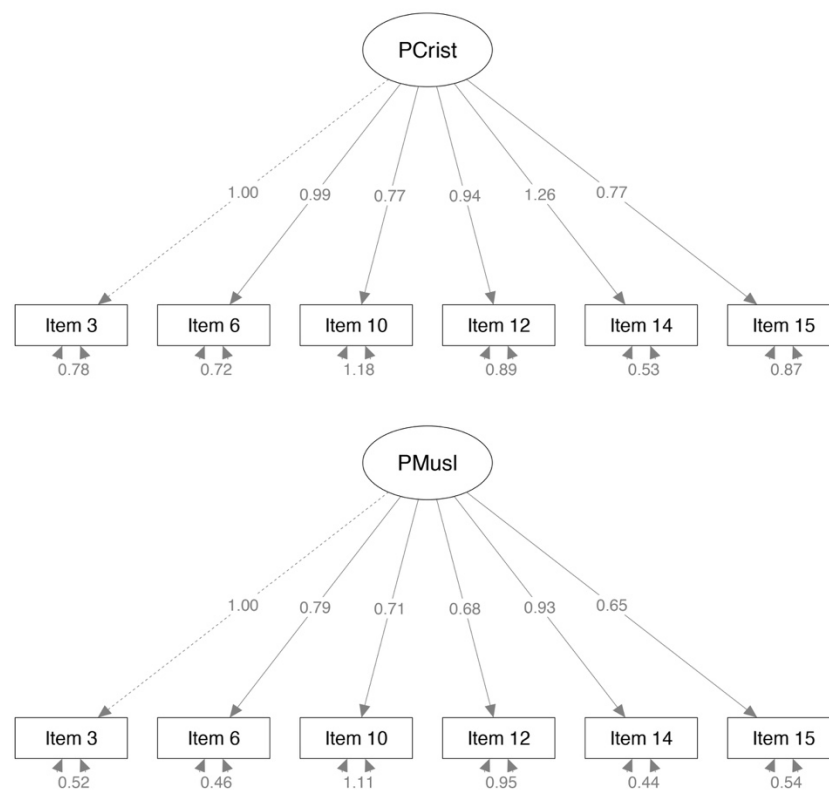 PCrist
1.00 0.99 0.77 0.94 1.26 0.77
Item 3 Item 6 Item 10 Item 12 Item 14 Item 15
0.78 0.72 1.18 0.89 0.53 0.87
PMusl
1.00 0.79 0.71 0.68 0.93 0.65
Item 3 Item 6 Item 10 Item 12 Item 14 Item 15
0.52 0.46 1.11 0.95 0.44 0.54